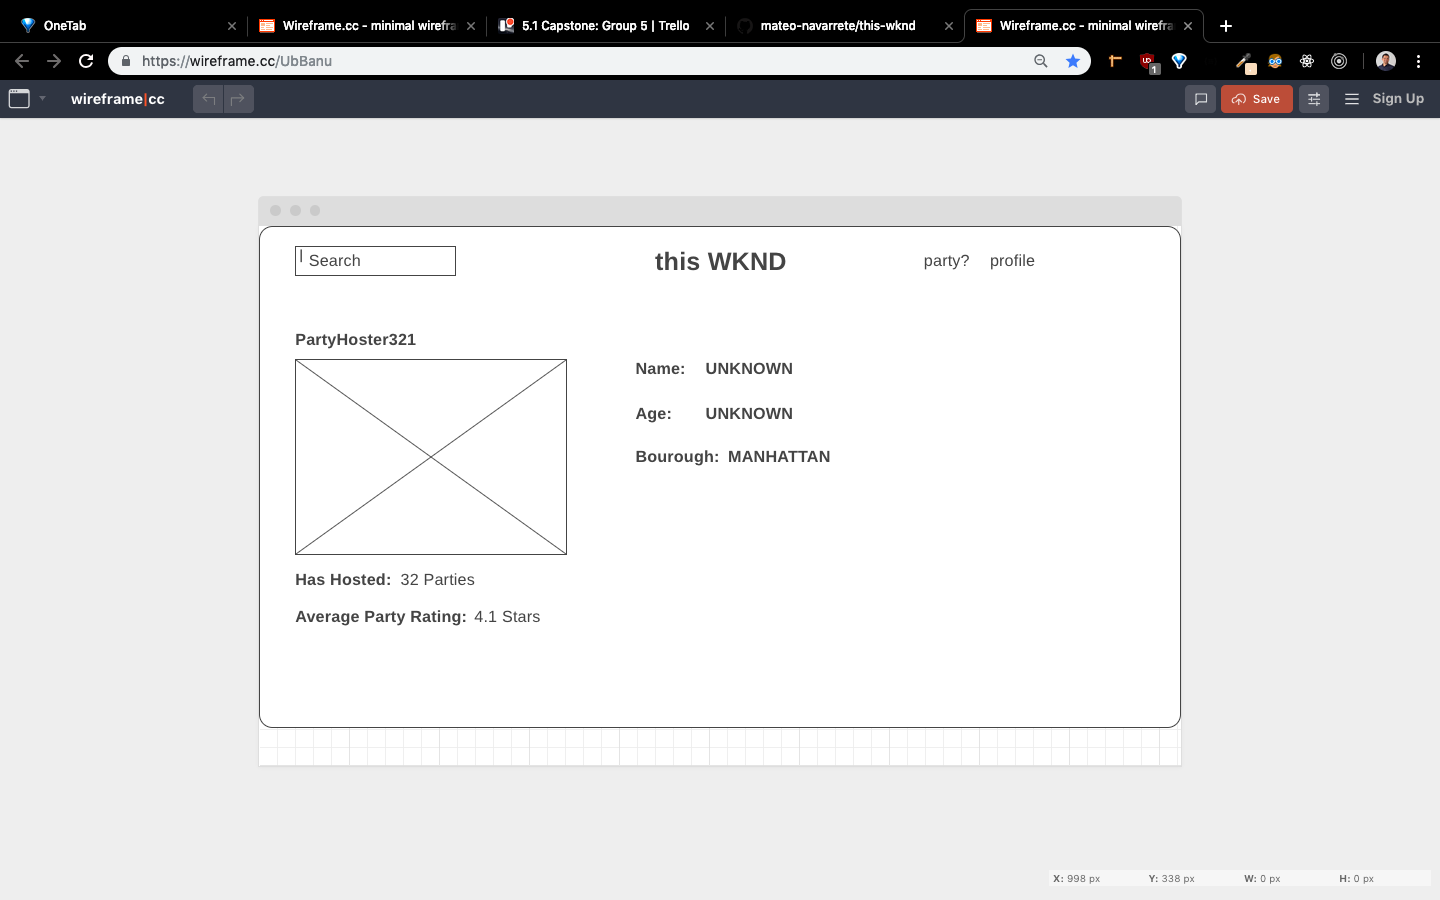 OneTab
Wireframe.cc - minimal wirefra
5.1 Capstone: Group 5 | Trello
mateo-navarrete/this-wknd
Wireframe.cc - minimal wirefra
https://wireframe.cc/UbBanu
1
wireframe|cc
Save
Sign Up
Search
this WKND
party? profile
PartyHoster321
Name: UNKNOWN
Age: UNKNOWN
Bourough: MANHATTAN
Has Hosted: 32 Parties
Average Party Rating: 4.1 Stars
X: 998 px Y: 338 px W: 0 px H: 0 px